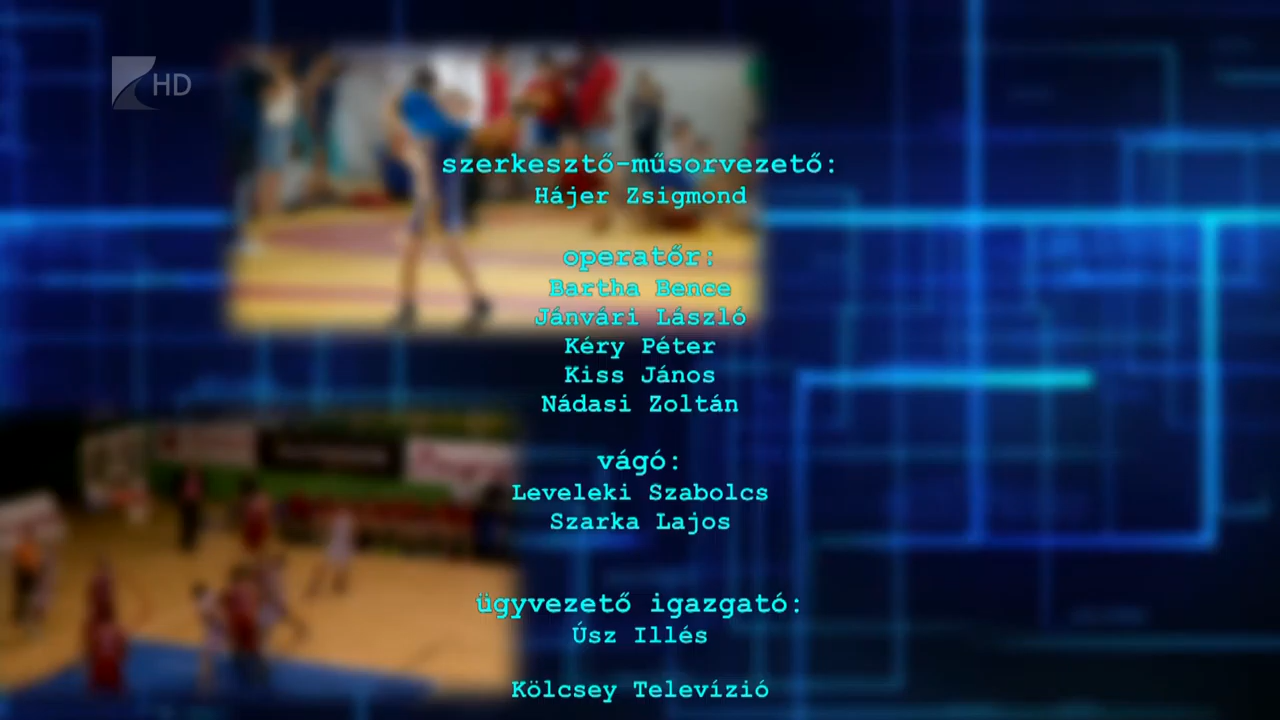 HD
szerkesztő-műsorvezető:
Hájer Zsigmond
operatőr:
Bartha Bence
Jánvári László
Kéry Péter
Kiss János
Nádasi Zoltán
vágó:
Leveleki Szabolcs
Szarka Lajos
ügyvezető igazgató:
Úsz Illés
Kölcsey Televízió